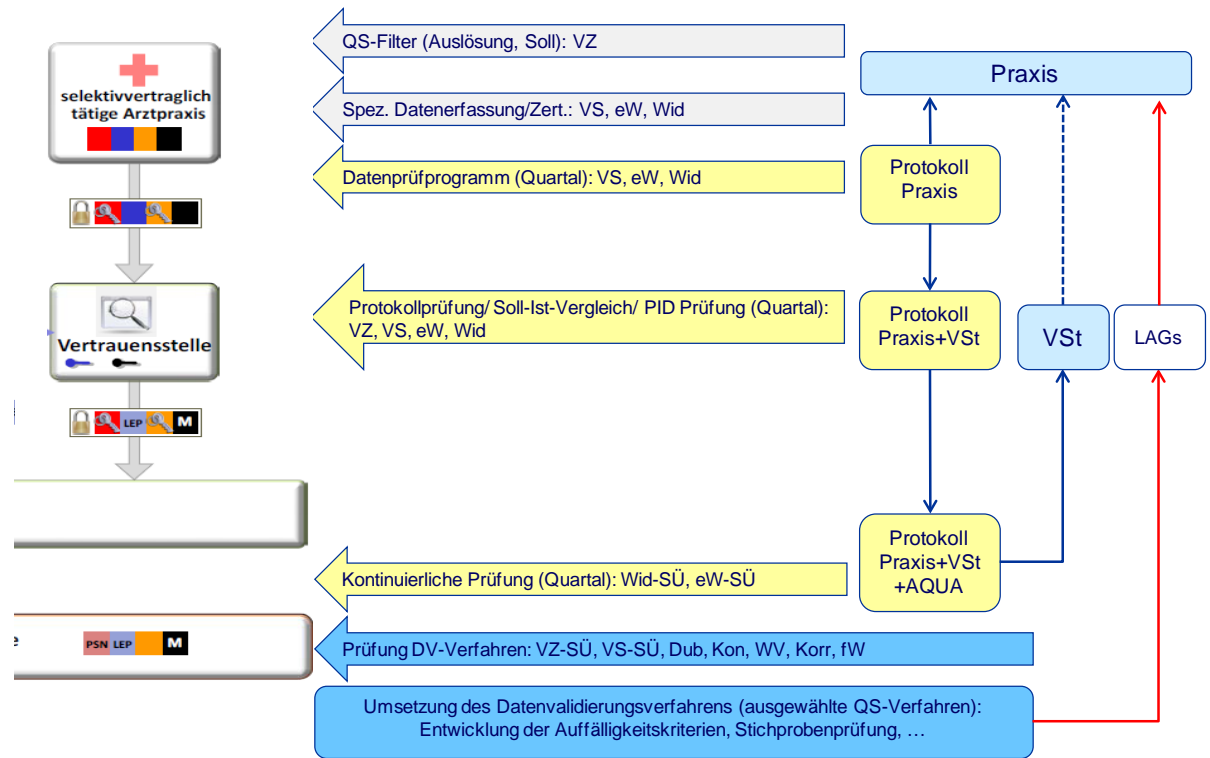 QS-Filter (Auslösung, Soll): VZ
Praxis
selektivvertraglich
tätige Arztpraxis
Spez. Datenerfassung/Zert.: VS, eW, Wid
Datenprüfprogramm (Quartal): VS, eW, Wid
Protokoll
Praxis
Protokollprüfung/ Soll-Ist-Vergleich/ PID Prüfung (Quartal):
VZ, VS, eW, Wid
Vertrauensstelle
Protokoll
Praxis+VSt
VSt
LAGs
LEP
M
Protokoll
Praxis+VSt
+AQUA
Kontinuierliche Prüfung (Quartal): Wid-SÜ, eW-SÜ
e
PSN LEP M
Prüfung DV-Verfahren: VZ-SÜ, VS-SÜ, Dub, Kon, WV, Korr, fW
Umsetzung des Datenvalidierungsverfahrens (ausgewählte QS-Verfahren):
Entwicklung der Auffälligkeitskriterien, Stichprobenprüfung, …